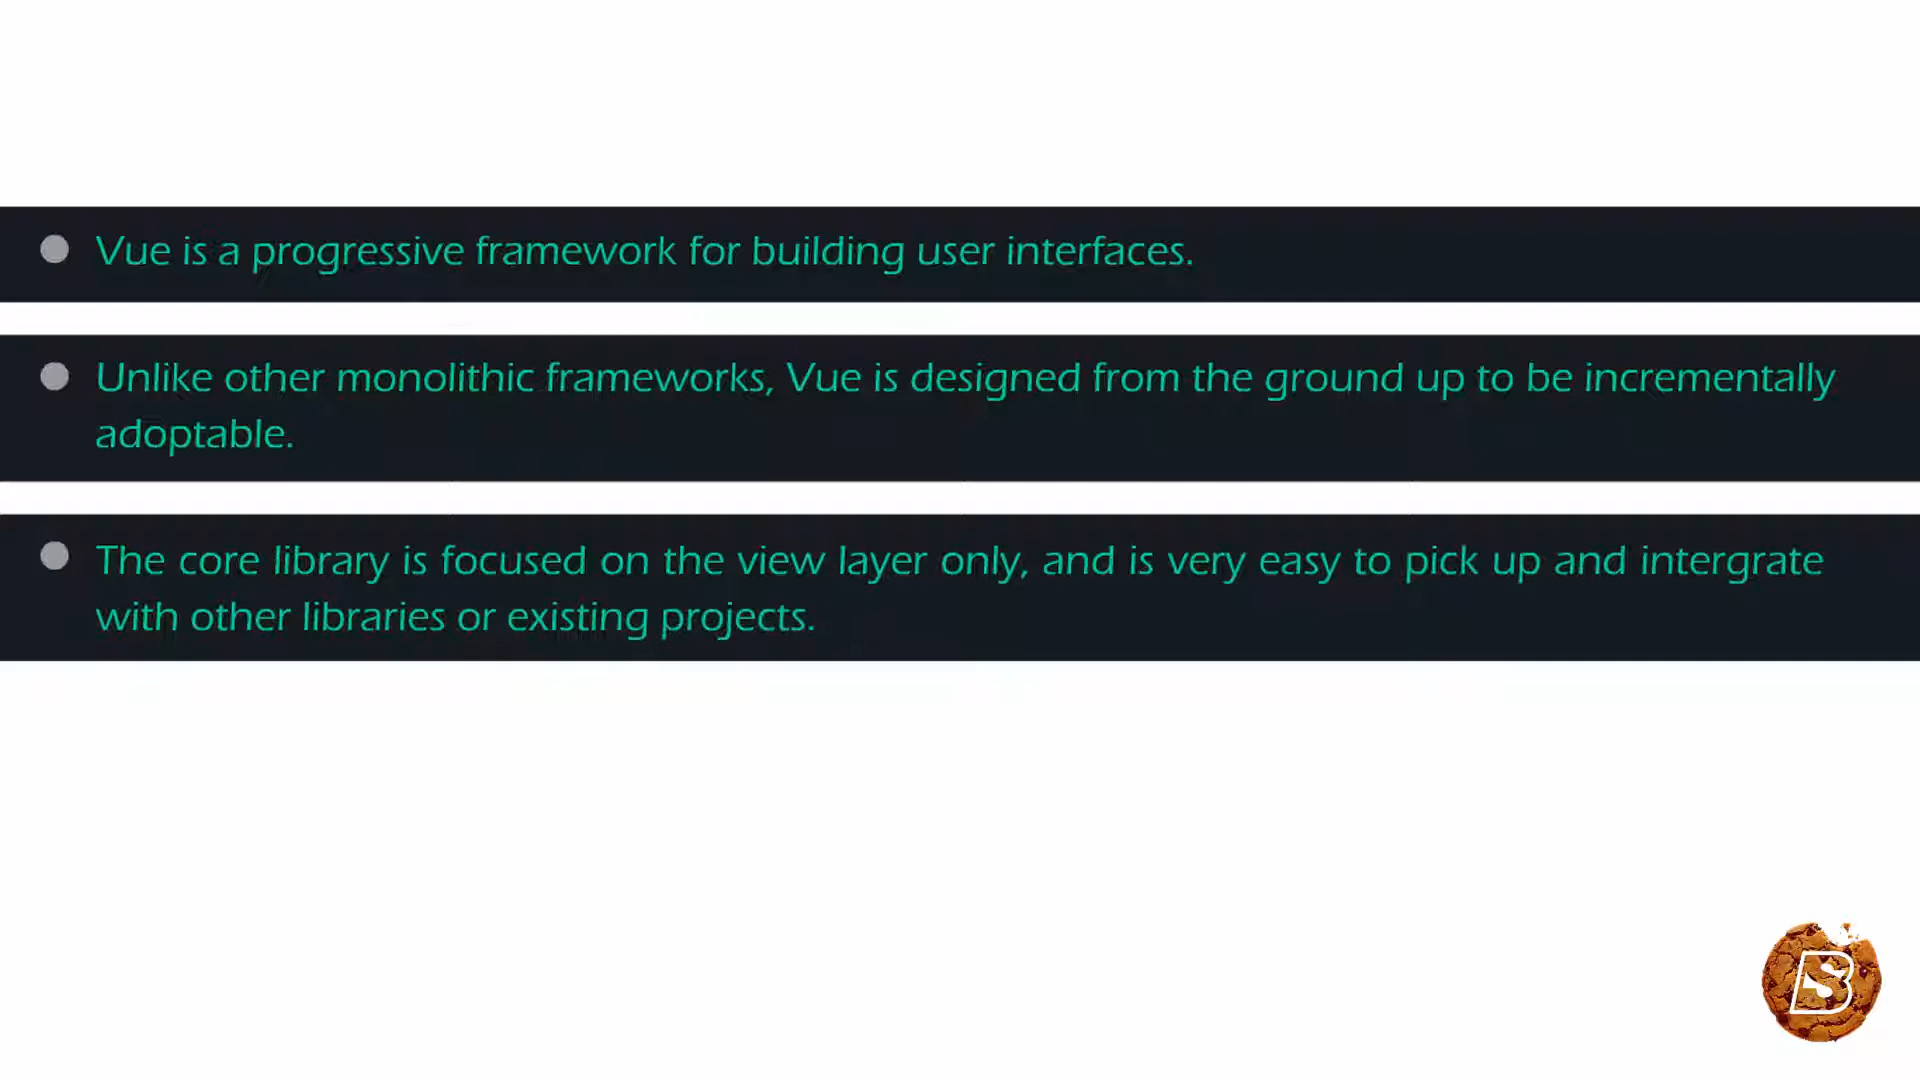 Vue is a progressive framework for building user interfaces.
Unlike other monolithic frameworks, Vue is designed from the ground up to be incrementally
adoptable.
The core library is focused on the view layer only, and is very easy to pick up and intergrate
with other libraries or existing projects.
BS